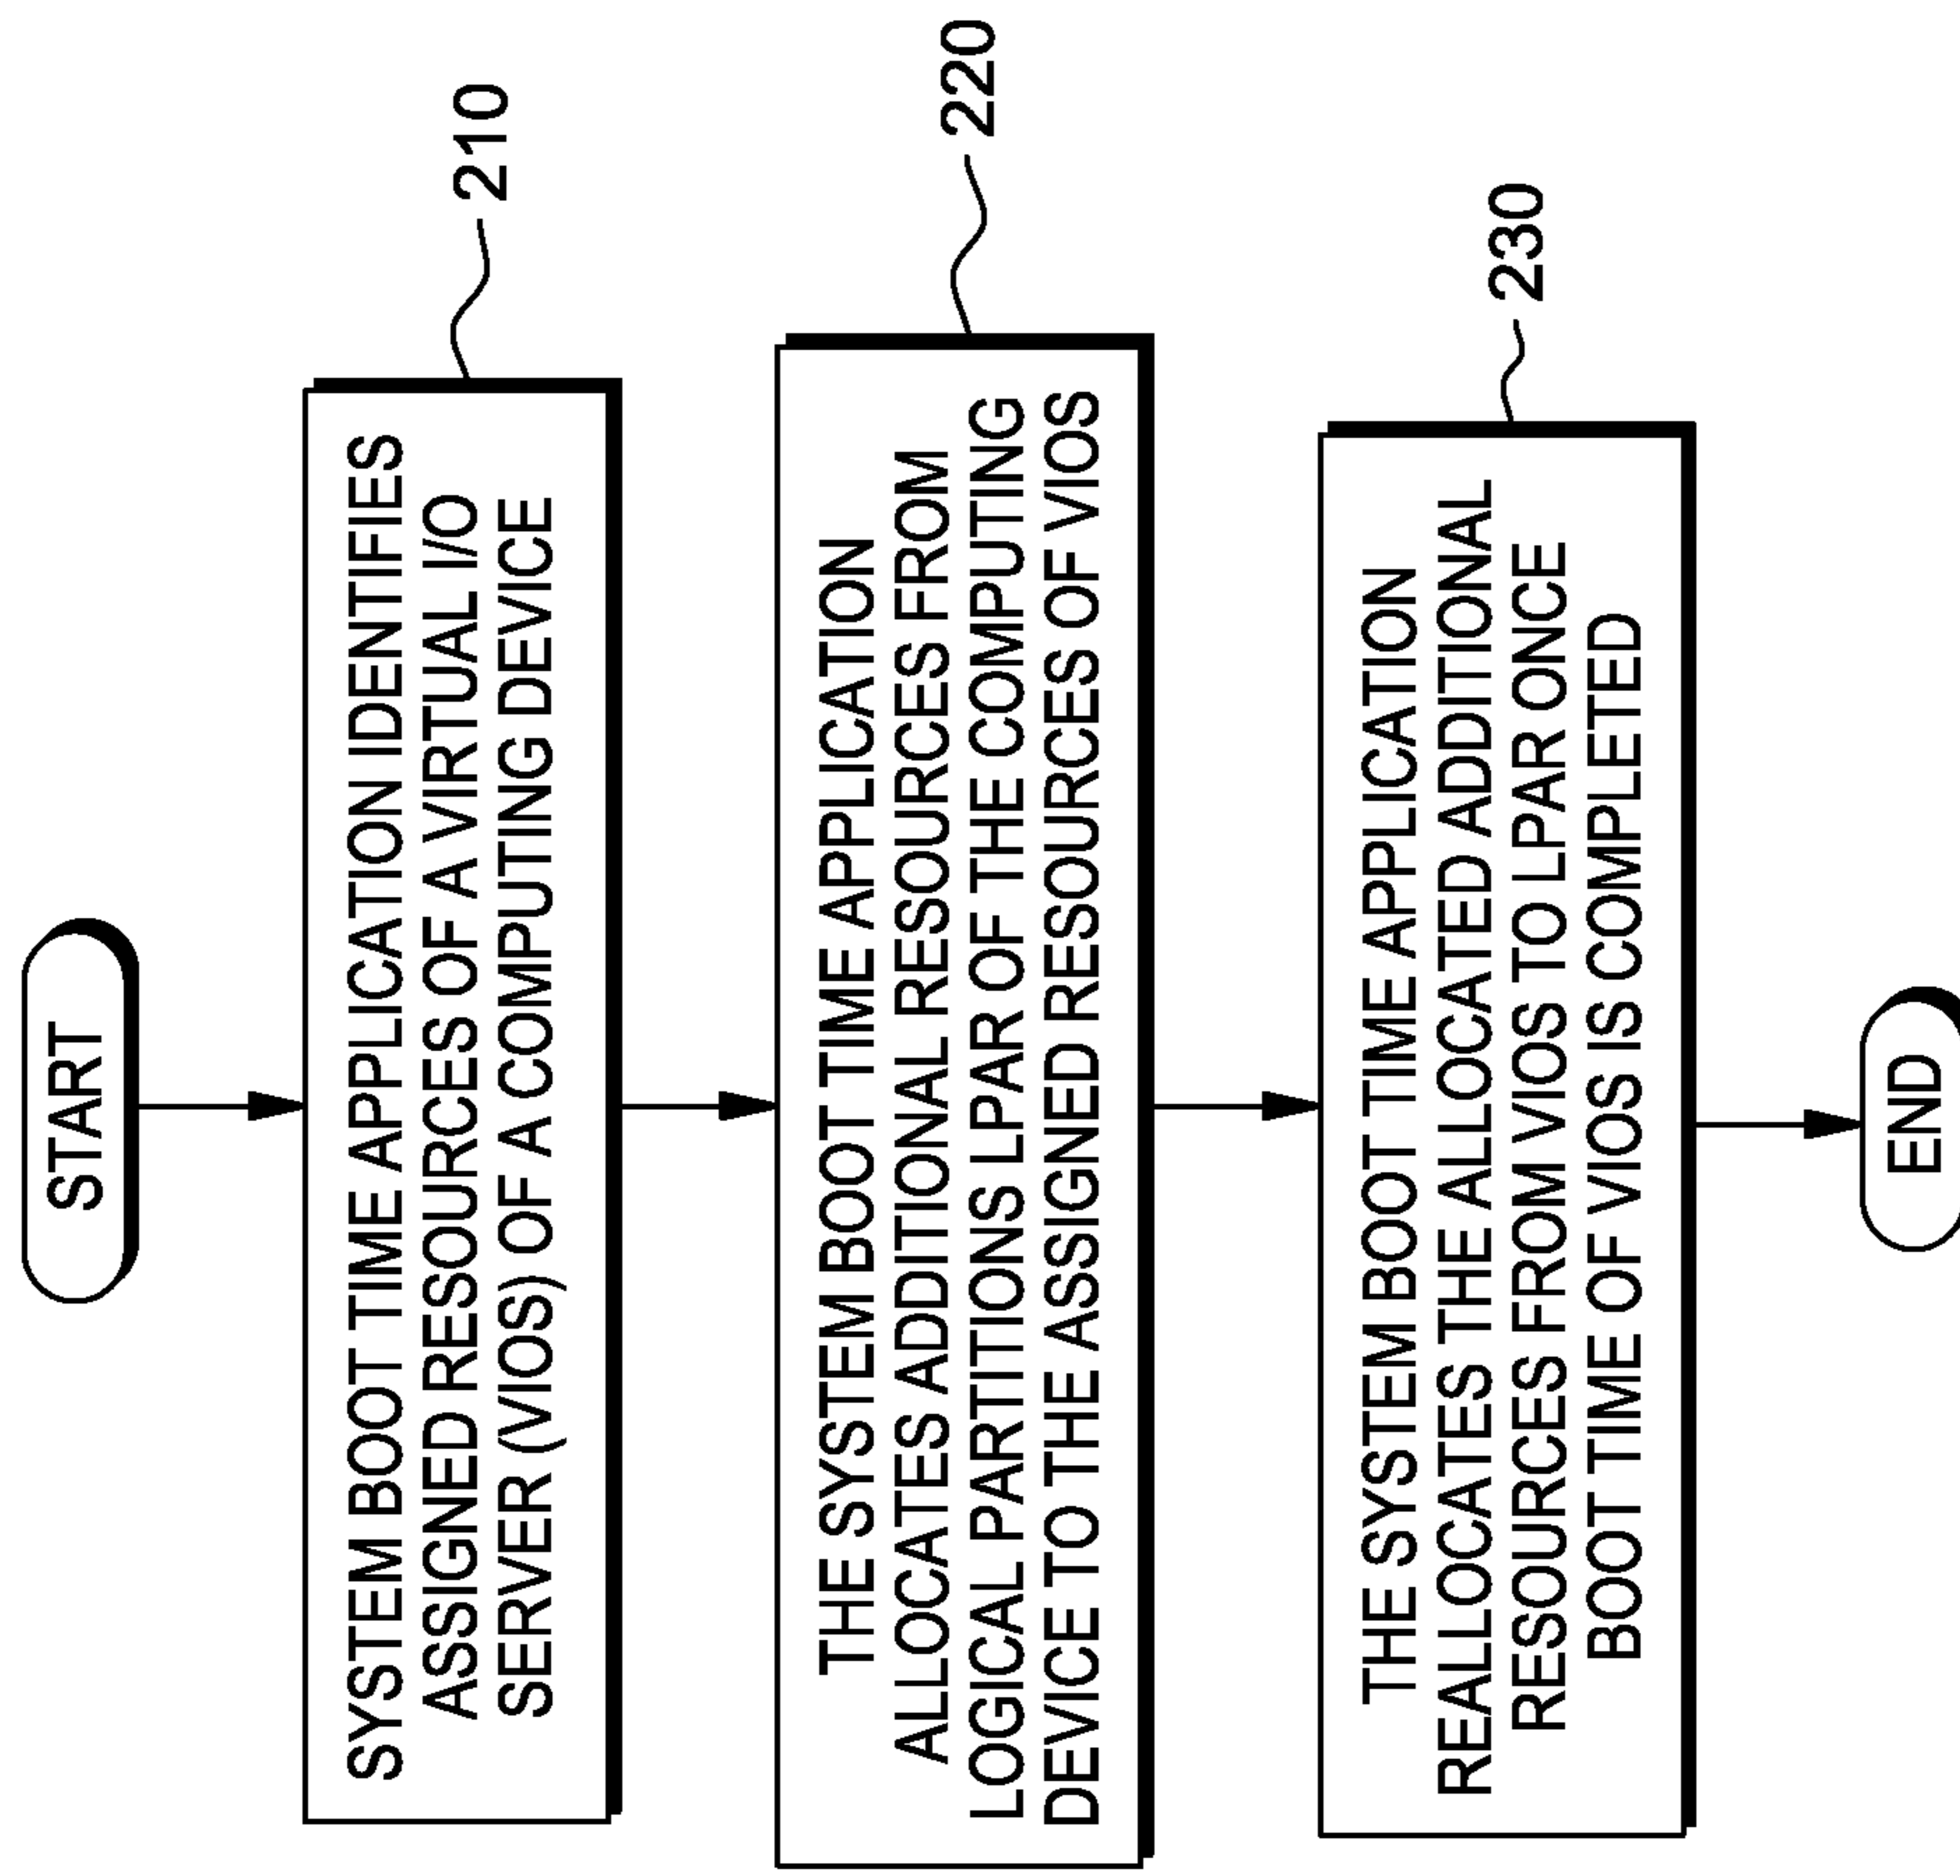 START
SYSTEM BOOT TIME APPLICATION IDENTIFIES
ASSIGNED RESOURCES OF A VIRTUAL I/O
SERVER (VIOS) OF A COMPUTING DEVICE
210
THE SYSTEM BOOT TIME APPLICATION
ALLOCATES ADDITIONAL RESOURCES FROM
LOGICAL PARTITIONS LPAR OF THE COMPUTING
DEVICE TO THE ASSIGNED RESOURCES OF VIOS
220
THE SYSTEM BOOT TIME APPLICATION
REALLOCATES THE ALLOCATED ADDITIONAL
RESOURCES FROM VIOS TO LPAR ONCE
BOOT TIME OF VIOS IS COMPLETED
230
END